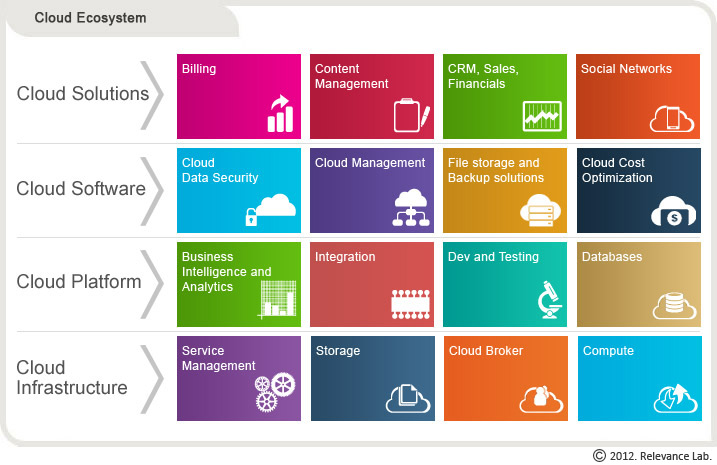 Cloud Ecosystem
Cloud Solutions
Billing
Content
Management
CRM, Sales,
Financials
Social Networks
Cloud Software
Cloud
Data Security
Cloud Management
File storage and
Backup solutions
Cloud Cost
Optimization
$
Cloud Platform
Business
Intelligence and
Analytics
Integration
Dev and Testing
Databases
Cloud
Infrastructure
Service
Management
Storage
Cloud Broker
Compute
© 2012. Relevance Lab.